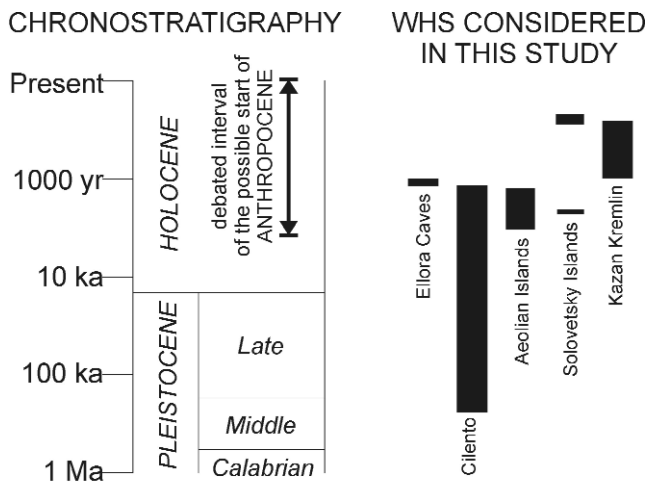 CHRONOSTRATIGRAPHY
WHS CONSIDERED
IN THIS STUDY
Present
1000 yr
10 ka
100 ka
1 Ma
HOLOCENE
debated interval
of the possible start of
ANTHROPOCENE
PLEISTOCENE
Late
Middle
Calabrian
Ellora Caves
Cilento
Aeolian Islands
Solovetsky Islands
Kazan Kremlin